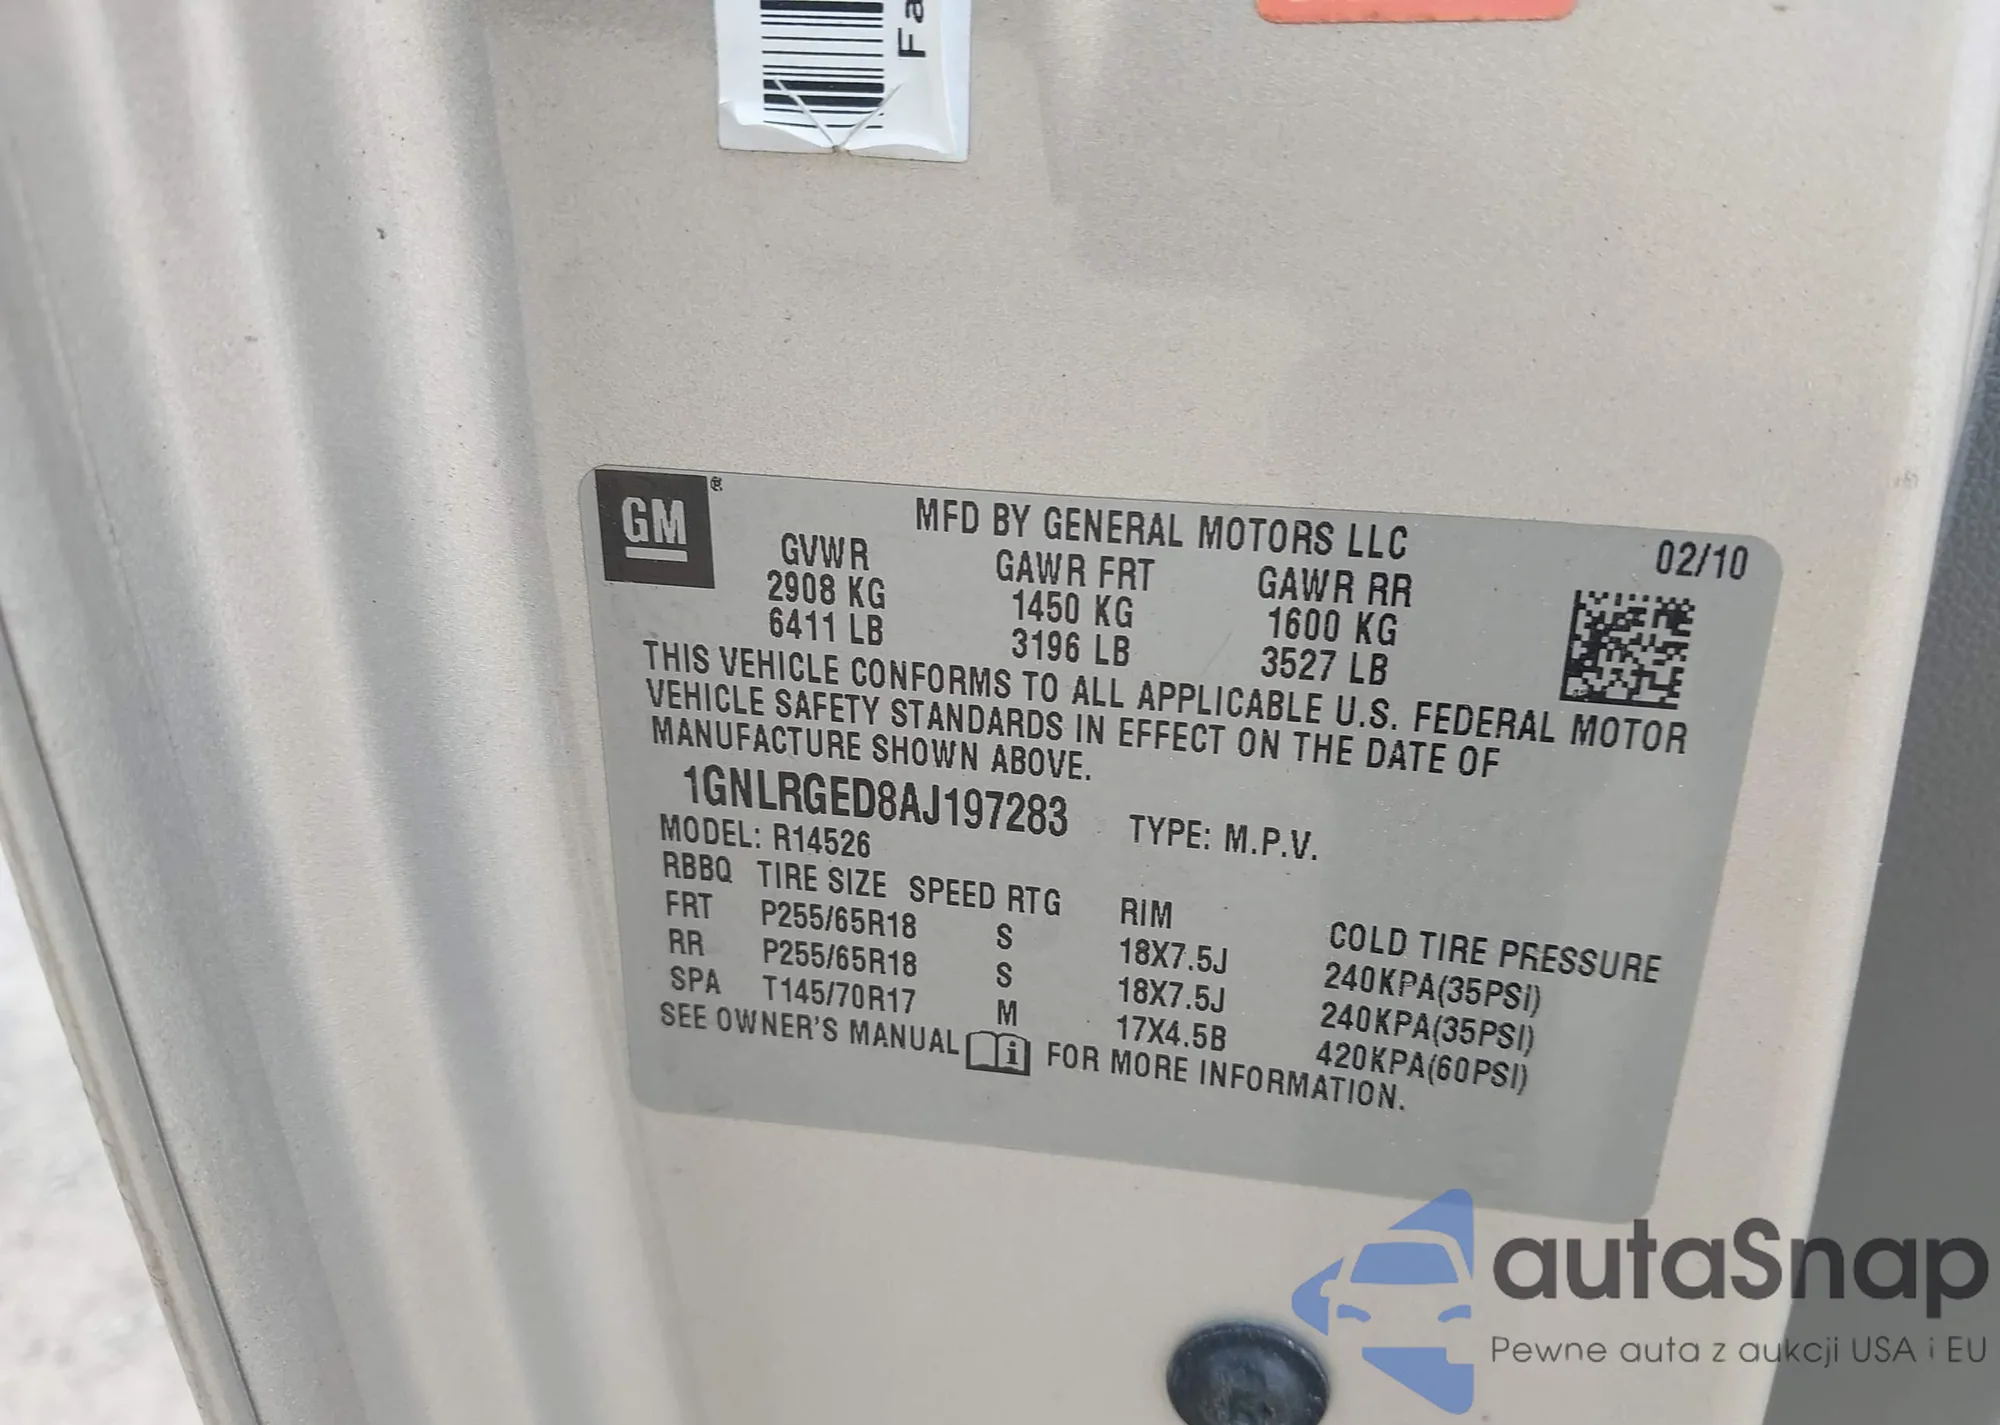 Fa
GM®
MFD BY GENERAL MOTORS LLC
02/10
GVWR GAWR FRT GAWR RR
2908 KG 1450 KG 1600 KG
6411 LB 3196 LB 3527 LB
THIS VEHICLE CONFORMS TO ALL APPLICABLE U.S. FEDERAL MOTOR
VEHICLE SAFETY STANDARDS IN EFFECT ON THE DATE OF
MANUFACTURE SHOWN ABOVE.
1GNLRGED8AJ197283 TYPE: M.P.V.
MODEL: R14526
RBBQ TIRE SIZE SPEED RTG RIM COLD TIRE PRESSURE
FRT P255/65R18 S 18X7.5J 240KPA(35PSI)
RR P255/65R18 S 18X7.5J 240KPA(35PSI)
SPA T145/70R17 M 17X4.5B 420KPA(60PSI)
SEE OWNER'S MANUAL i FOR MORE INFORMATION.
autaSnap
Pewne auta z aukcji USA i EU